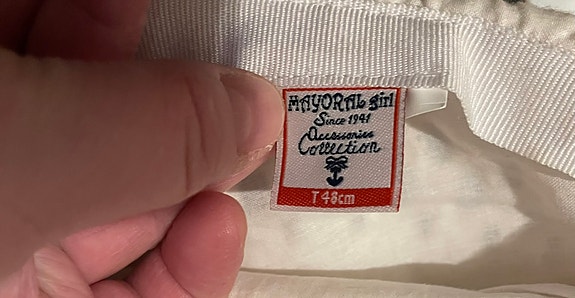 MAYORAL girl
Since 1941
Accessories
Collection
T 48cm